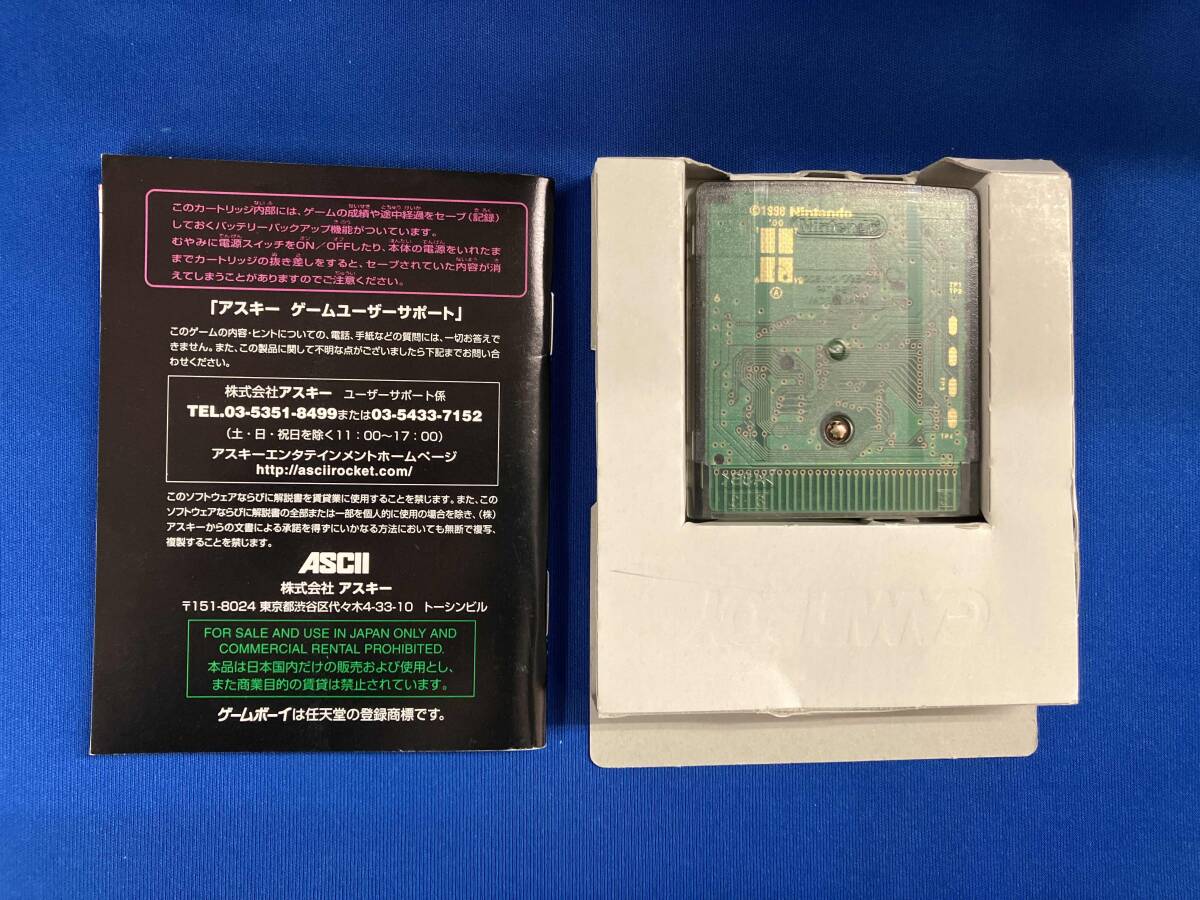 このカートリッジ内部には、ゲームの成績や途中経過をセーブ(記録)
しておくバッテリーバックアップ機能がついています。
むやみに電源スイッチをON/OFFしたり、本体の電源をいれたま
までカートリッジの抜き差しをすると、セーブされていた内容が消
えてしまうことがありますのでご注意ください。
「アスキー ゲームユーザーサポート」
このゲームの内容・ヒントについての、電話、手紙などの質問には、一切お答えで
きません。また、この製品に関して不明な点がございましたら下記までお問い合
わせください。
株式会社アスキー ユーザーサポート係
TEL.03-5351-8499または03-5433-7152
(土・日・祝日を除く11:00~17:00)
アスキーエンタテインメントホームページ
http://asciirocket.com/
このソフトウェアならびに解説書を賃貸業に使用することを禁じます。また、この
ソフトウェアならびに解説書の全部または一部を個人的に使用の場合を除き、(株)
アスキーからの文書による承諾を得ずにいかなる方法においても無断で複写、
複製することを禁じます。
ASCII
株式会社 アスキー
〒151-8024 東京都渋谷区代々木4-33-10 トーシンビル
FOR SALE AND USE IN JAPAN ONLY AND
COMMERCIAL RENTAL PROHIBITED.
本品は日本国内だけの販売および使用とし、
また商業目的の賃貸は禁止されています。
ゲームボーイは任天堂の登録商標です。
©1998 Nintendo
Nintendo
TP1
TP2
TP3
TP4